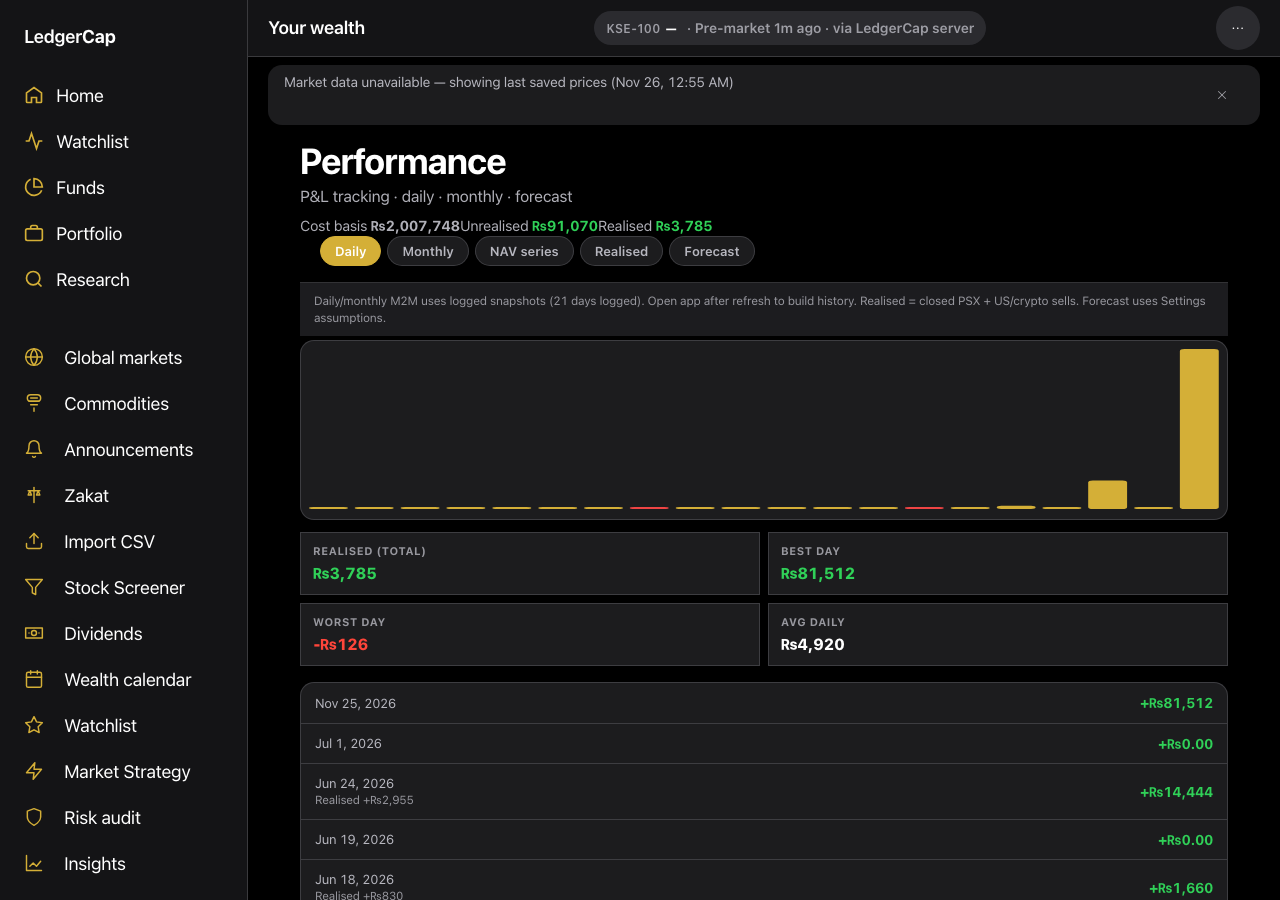 LedgerCap
Home
Watchlist
Funds
Portfolio
Research
Global markets
Commodities
Announcements
Zakat
Import CSV
Stock Screener
Dividends
Wealth calendar
Watchlist
Market Strategy
Risk audit
Insights
Your wealth
KSE-100 — · Pre-market 1m ago · via LedgerCap server
...
Market data unavailable — showing last saved prices (Nov 26, 12:55 AM)
×
Performance
P&L tracking · daily · monthly · forecast
Cost basis ₨2,007,748Unrealised ₨91,070Realised ₨3,785
Daily
Monthly
NAV series
Realised
Forecast
Daily/monthly M2M uses logged snapshots (21 days logged). Open app after refresh to build history. Realised = closed PSX + US/crypto sells. Forecast uses Settings
assumptions.
REALISED (TOTAL)
₨3,785
BEST DAY
₨81,512
WORST DAY
-₨126
AVG DAILY
₨4,920
Nov 25, 2026
+₨81,512
Jul 1, 2026
+₨0.00
Jun 24, 2026
Realised +₨2,955
+₨14,444
Jun 19, 2026
+₨0.00
Jun 18, 2026
Realised +₨830
+₨1,660